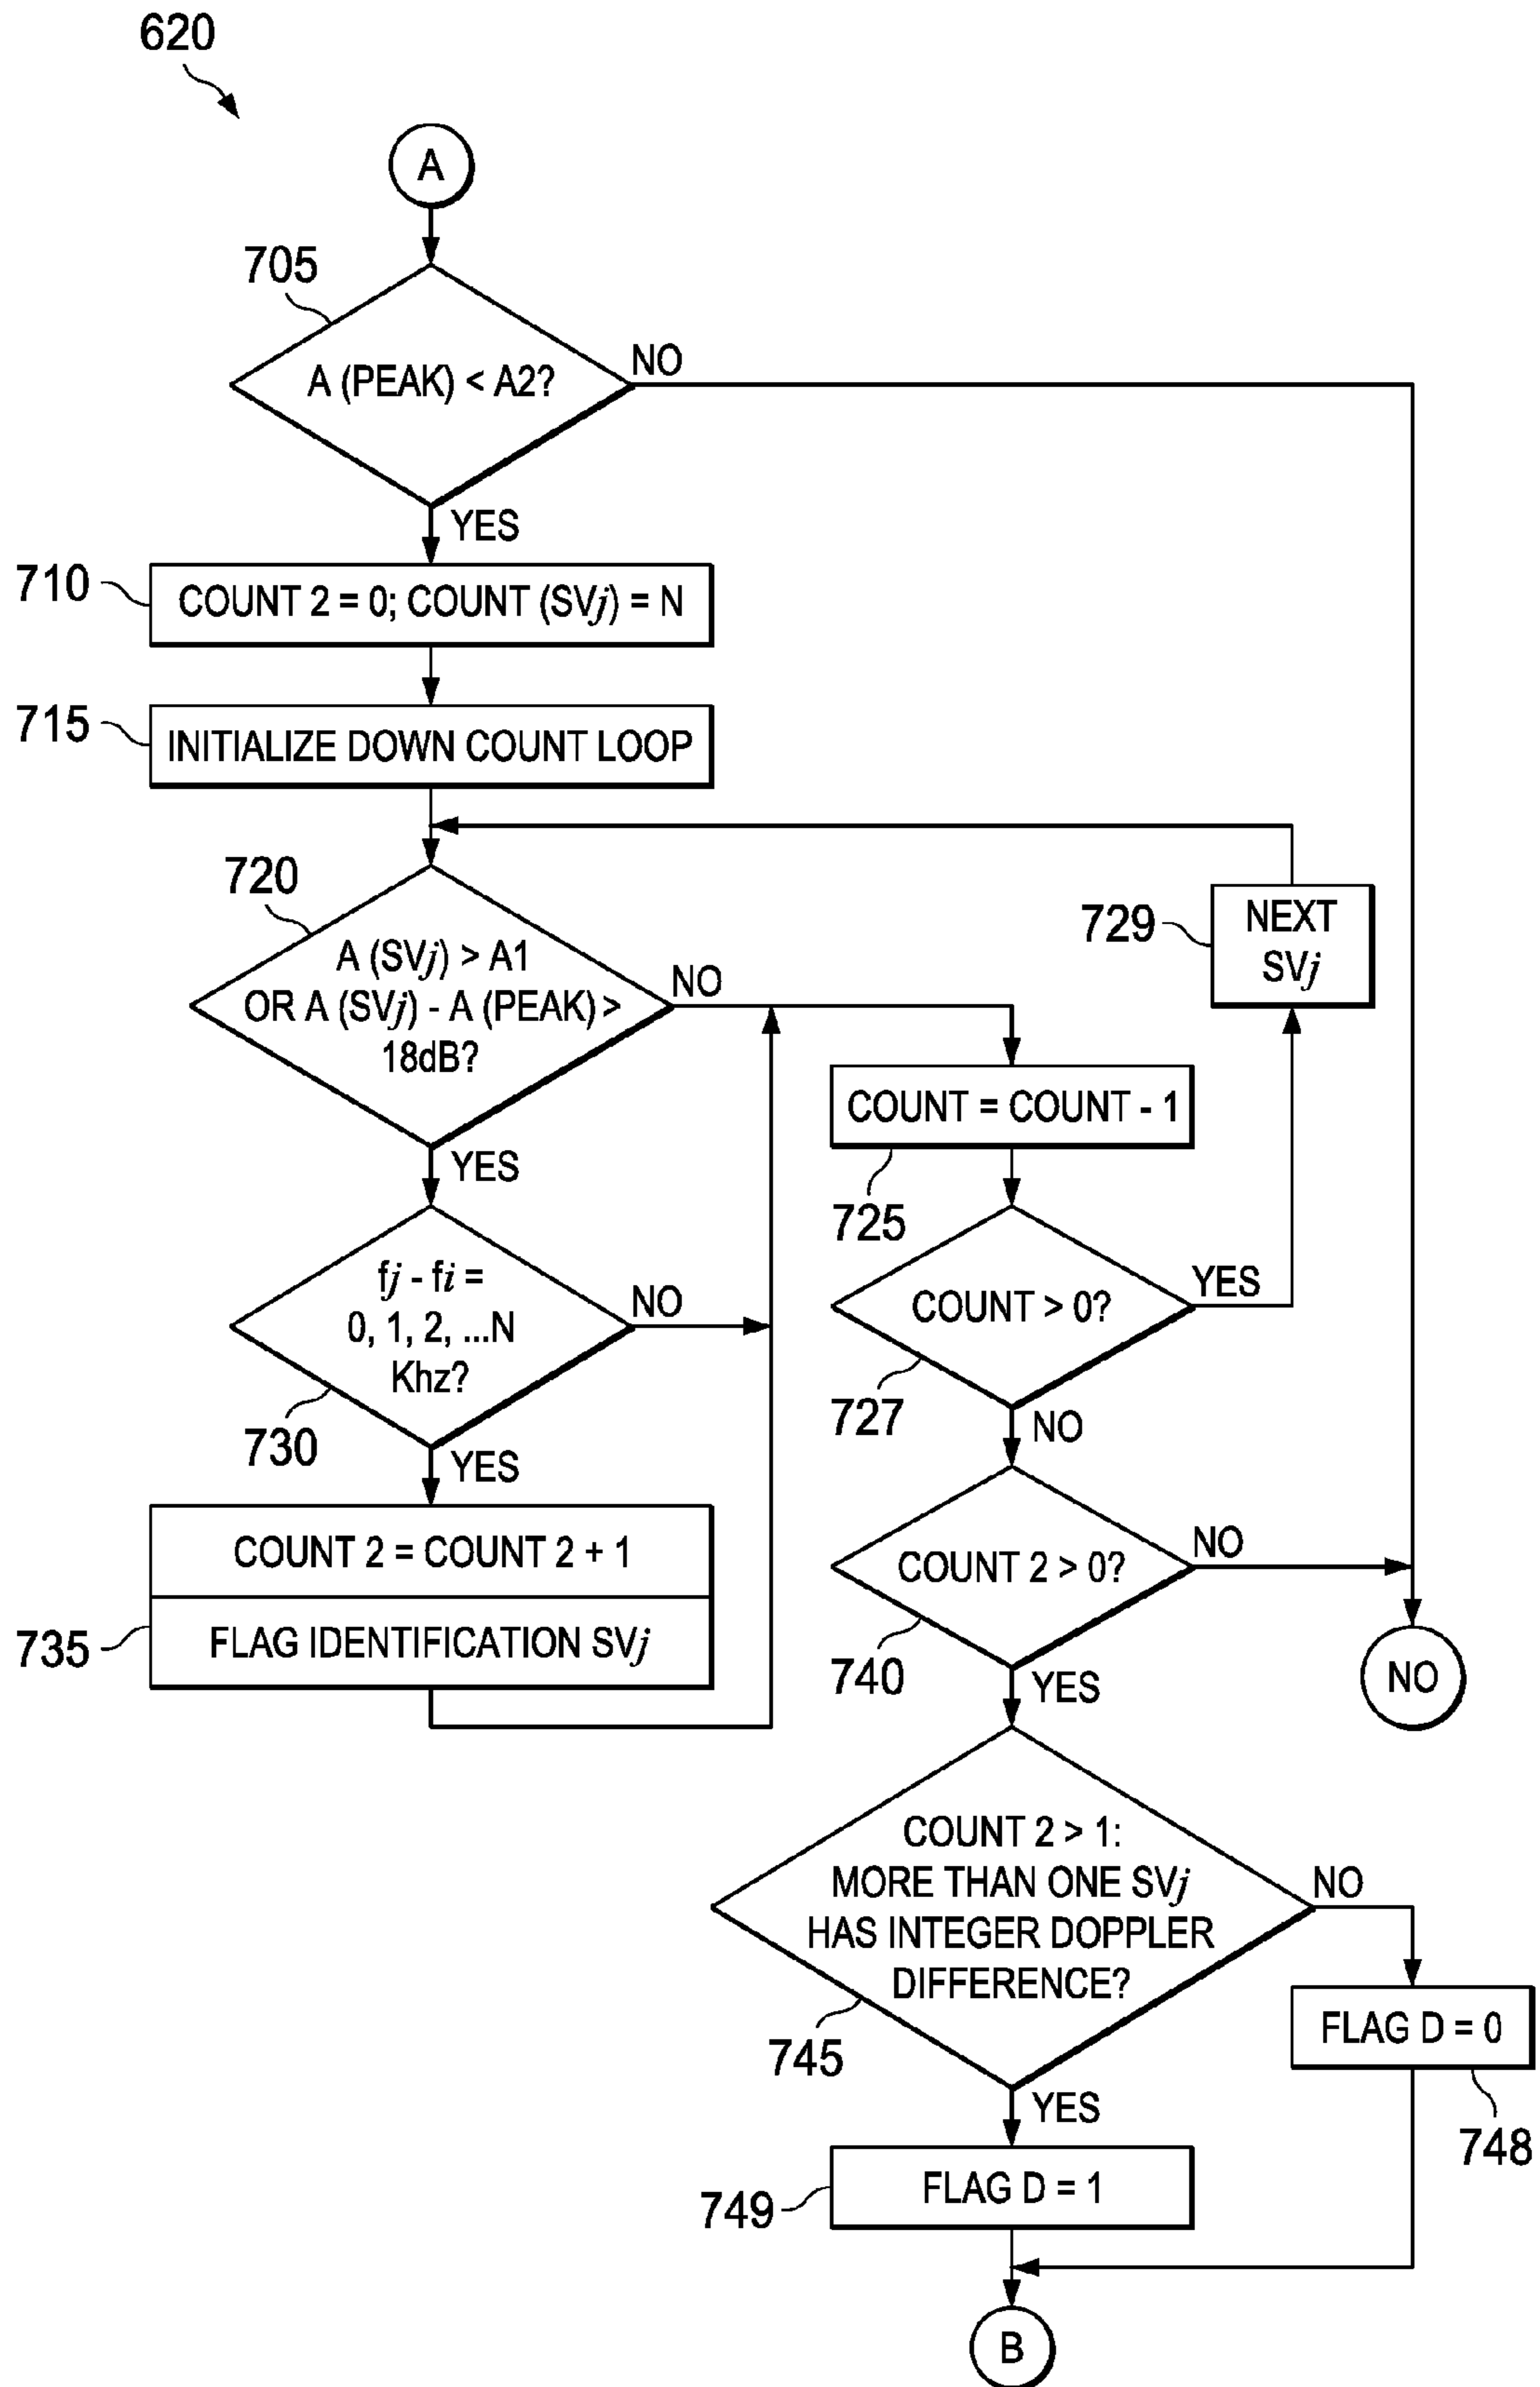 620
A
705
A (PEAK) < A2?
NO
YES
710
COUNT 2 = 0; COUNT (SVj) = N
715
INITIALIZE DOWN COUNT LOOP
720
A (SVj) > A1
OR A (SVj) - A (PEAK) >
18dB?
NO
YES
729
NEXT
SVj
COUNT = COUNT - 1
725
fj - fi =
0, 1, 2, ...N
Khz?
NO
730
YES
COUNT > 0?
YES
727
NO
COUNT 2 = COUNT 2 + 1
735
FLAG IDENTIFICATION SVj
COUNT 2 > 0?
NO
740
YES
NO
COUNT 2 > 1:
MORE THAN ONE SVj
HAS INTEGER DOPPLER
DIFFERENCE?
NO
745
YES
FLAG D = 0
748
749
FLAG D = 1
B